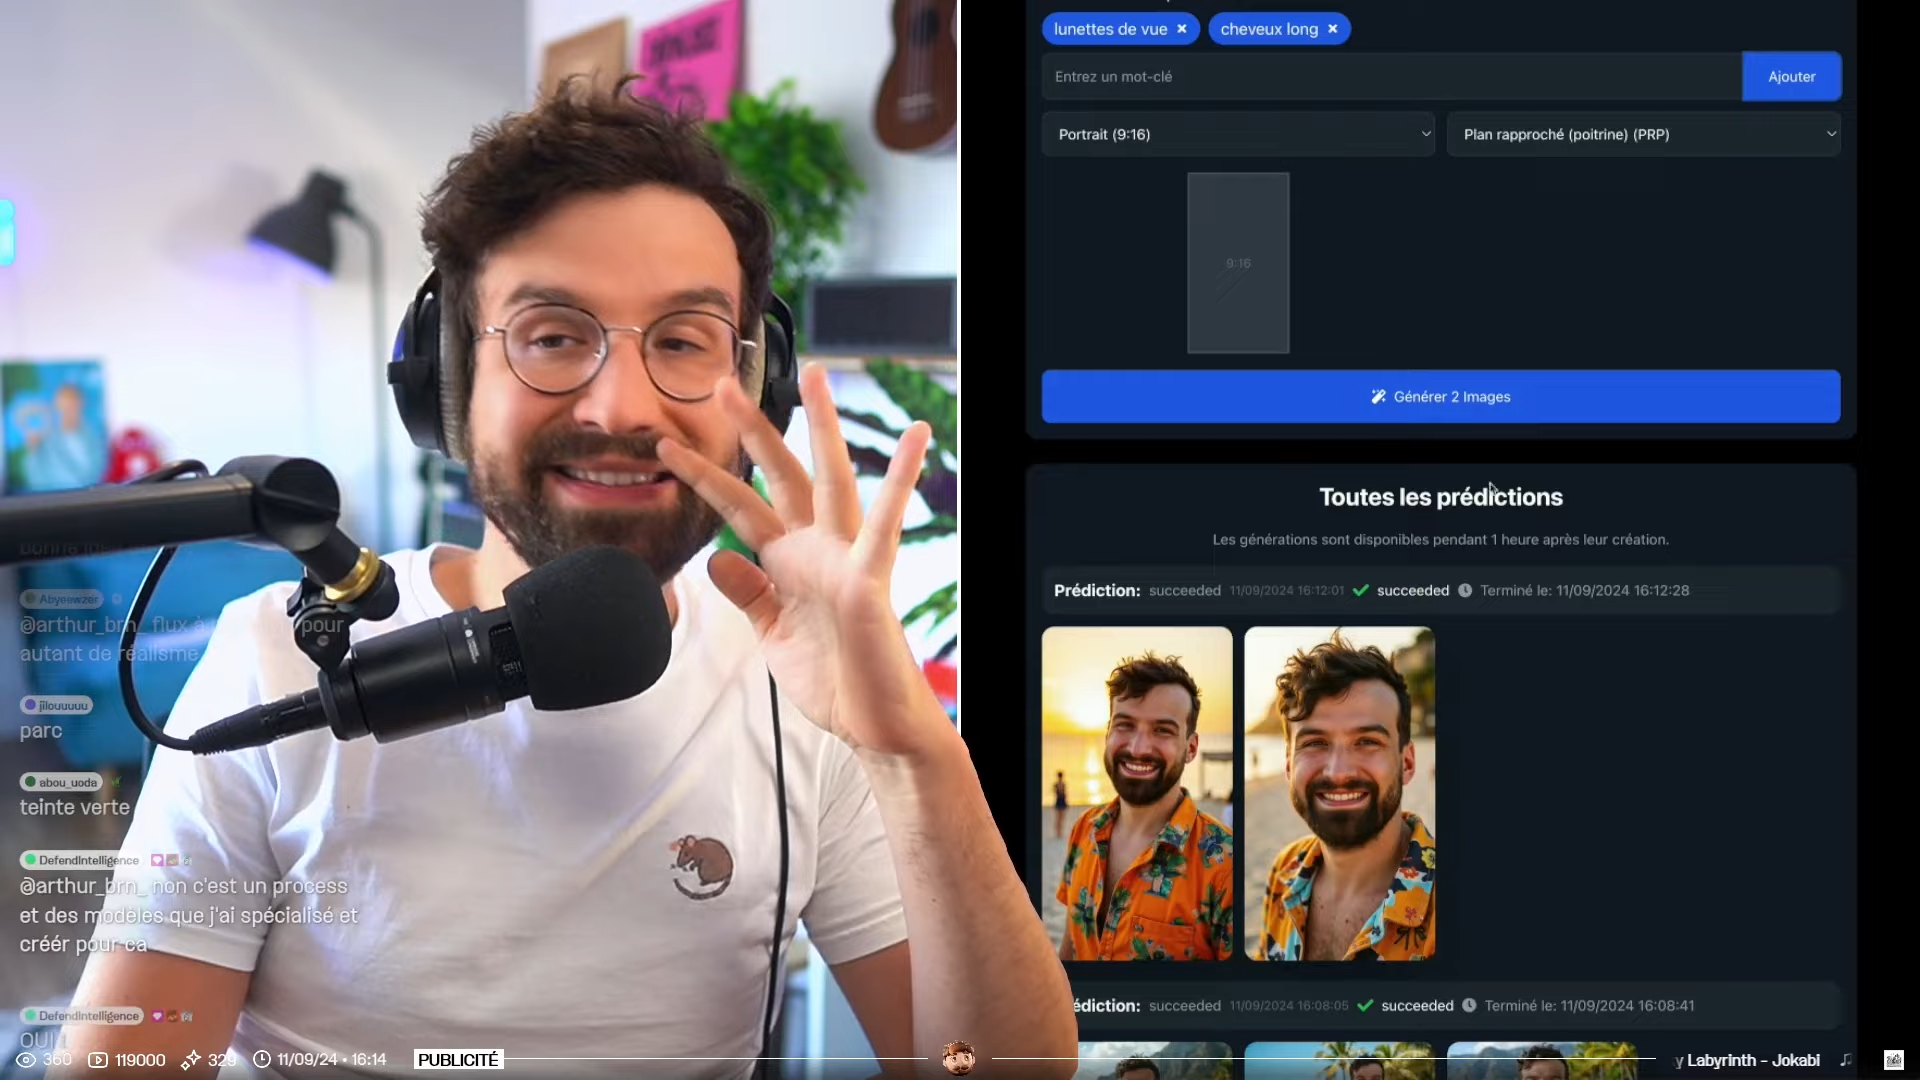 lunettes de vue ×
cheveux long ×
Entrez un mot-clé
Ajouter
Portrait (9:16)
Plan rapproché (poitrine) (PRP)
9:16
Générer 2 Images
Toutes les prédictions
Les générations sont disponibles pendant 1 heure après leur création.
Prédiction: succeeded 11/09/2024 16:12:01 succeeded Terminé le: 11/09/2024 16:12:28
édiction: succeeded 11/09/2024 16:08:05 succeeded Terminé le: 11/09/2024 16:08:41
Abyeewzer
@arthur_brn_ flux à pour
autant de réalisme
jilouuuuu
parc
abou_uoda
teinte verte
DefendIntelligence
@arthur_brn_ non c'est un process
et des modèles que j'ai spécialisé et
créér pour ca
DefendIntelligence
OUI
360 119000 329 11/09/24 • 16:14 PUBLICITÉ
y Labyrinth - Jokabi